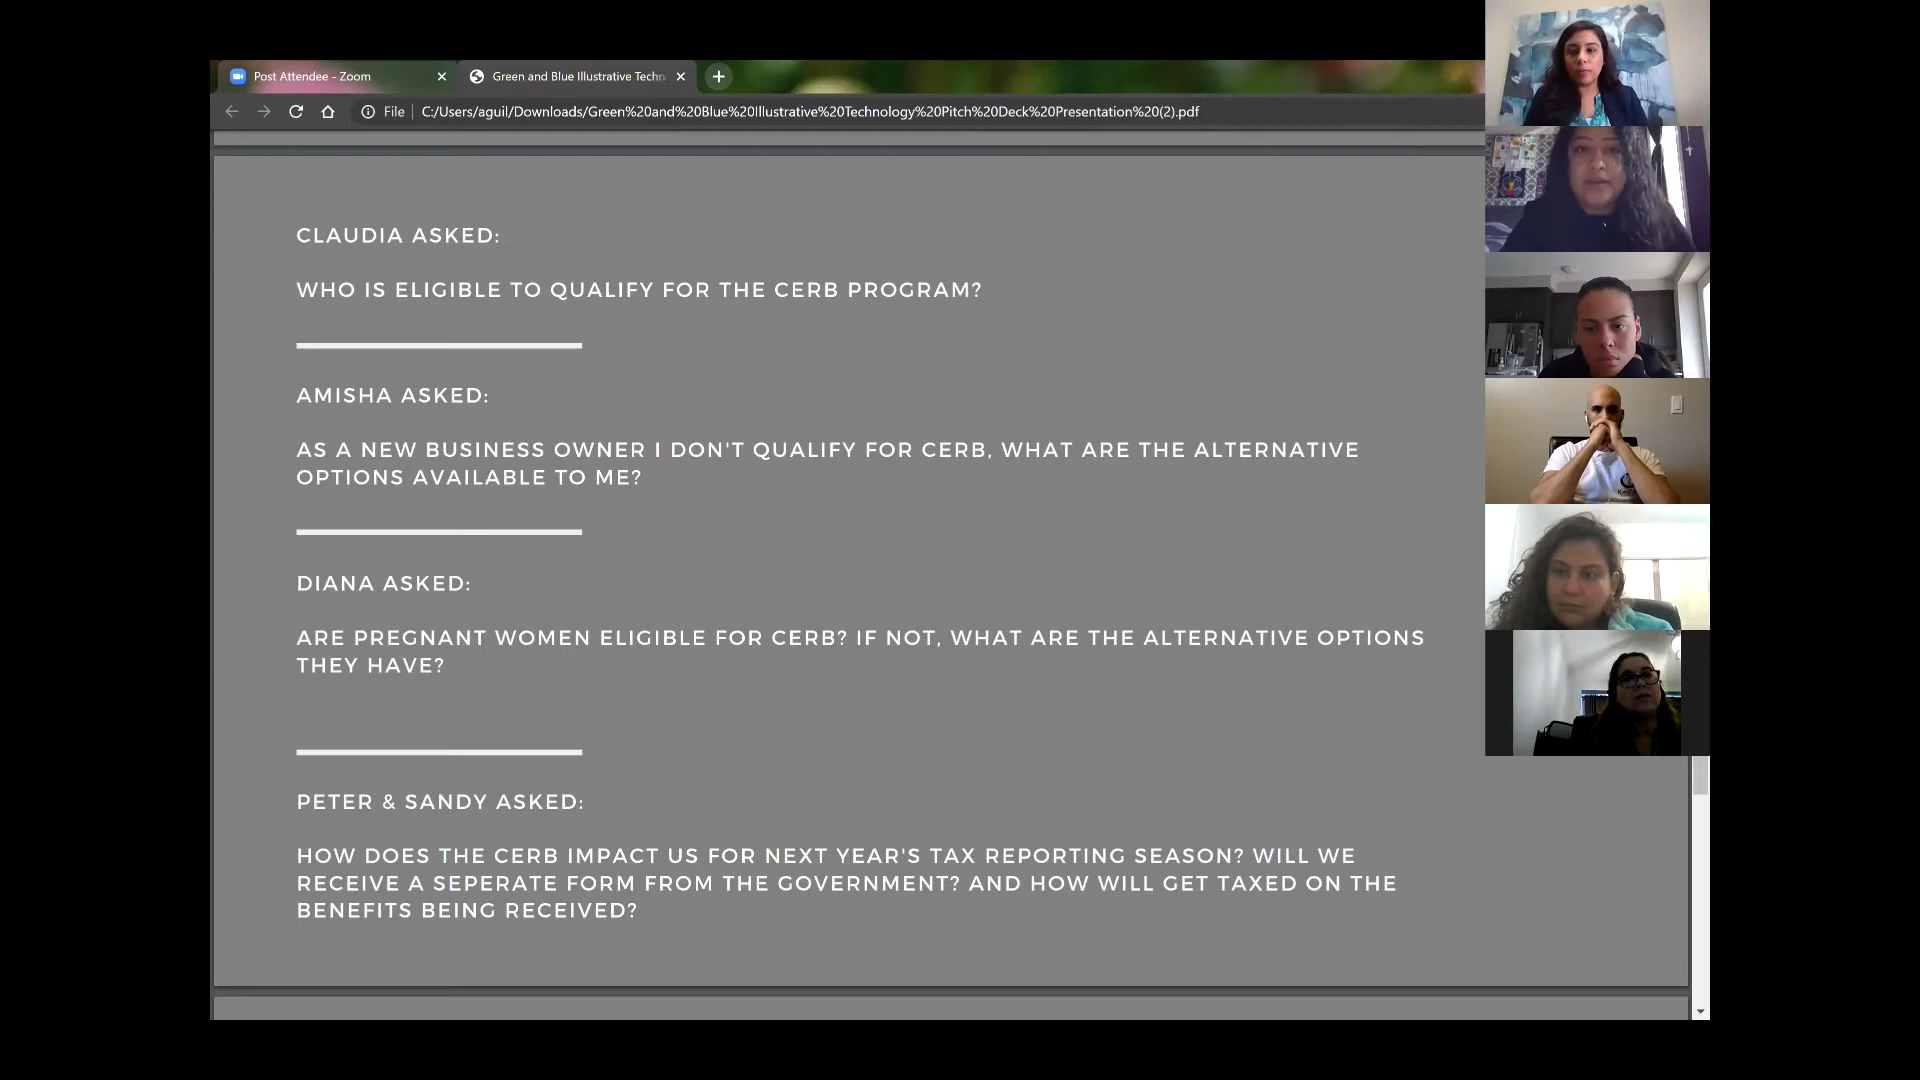 Post Attendee - Zoom
Green and Blue Illustrative Techn
File
C:/Users/aguil/Downloads/Green%20and%20Blue%20Illustrative%20Technology%20Pitch%20Deck%20Presentation%20(2).pdf
CLAUDIA ASKED:
WHO IS ELIGIBLE TO QUALIFY FOR THE CERB PROGRAM?
AMISHA ASKED:
AS A NEW BUSINESS OWNER I DON'T QUALIFY FOR CERB, WHAT ARE THE ALTERNATIVE
OPTIONS AVAILABLE TO ME?
DIANA ASKED:
ARE PREGNANT WOMEN ELIGIBLE FOR CERB? IF NOT, WHAT ARE THE ALTERNATIVE OPTIONS
THEY HAVE?
PETER & SANDY ASKED:
HOW DOES THE CERB IMPACT US FOR NEXT YEAR'S TAX REPORTING SEASON? WILL WE
RECEIVE A SEPERATE FORM FROM THE GOVERNMENT? AND HOW WILL GET TAXED ON THE
BENEFITS BEING RECEIVED?